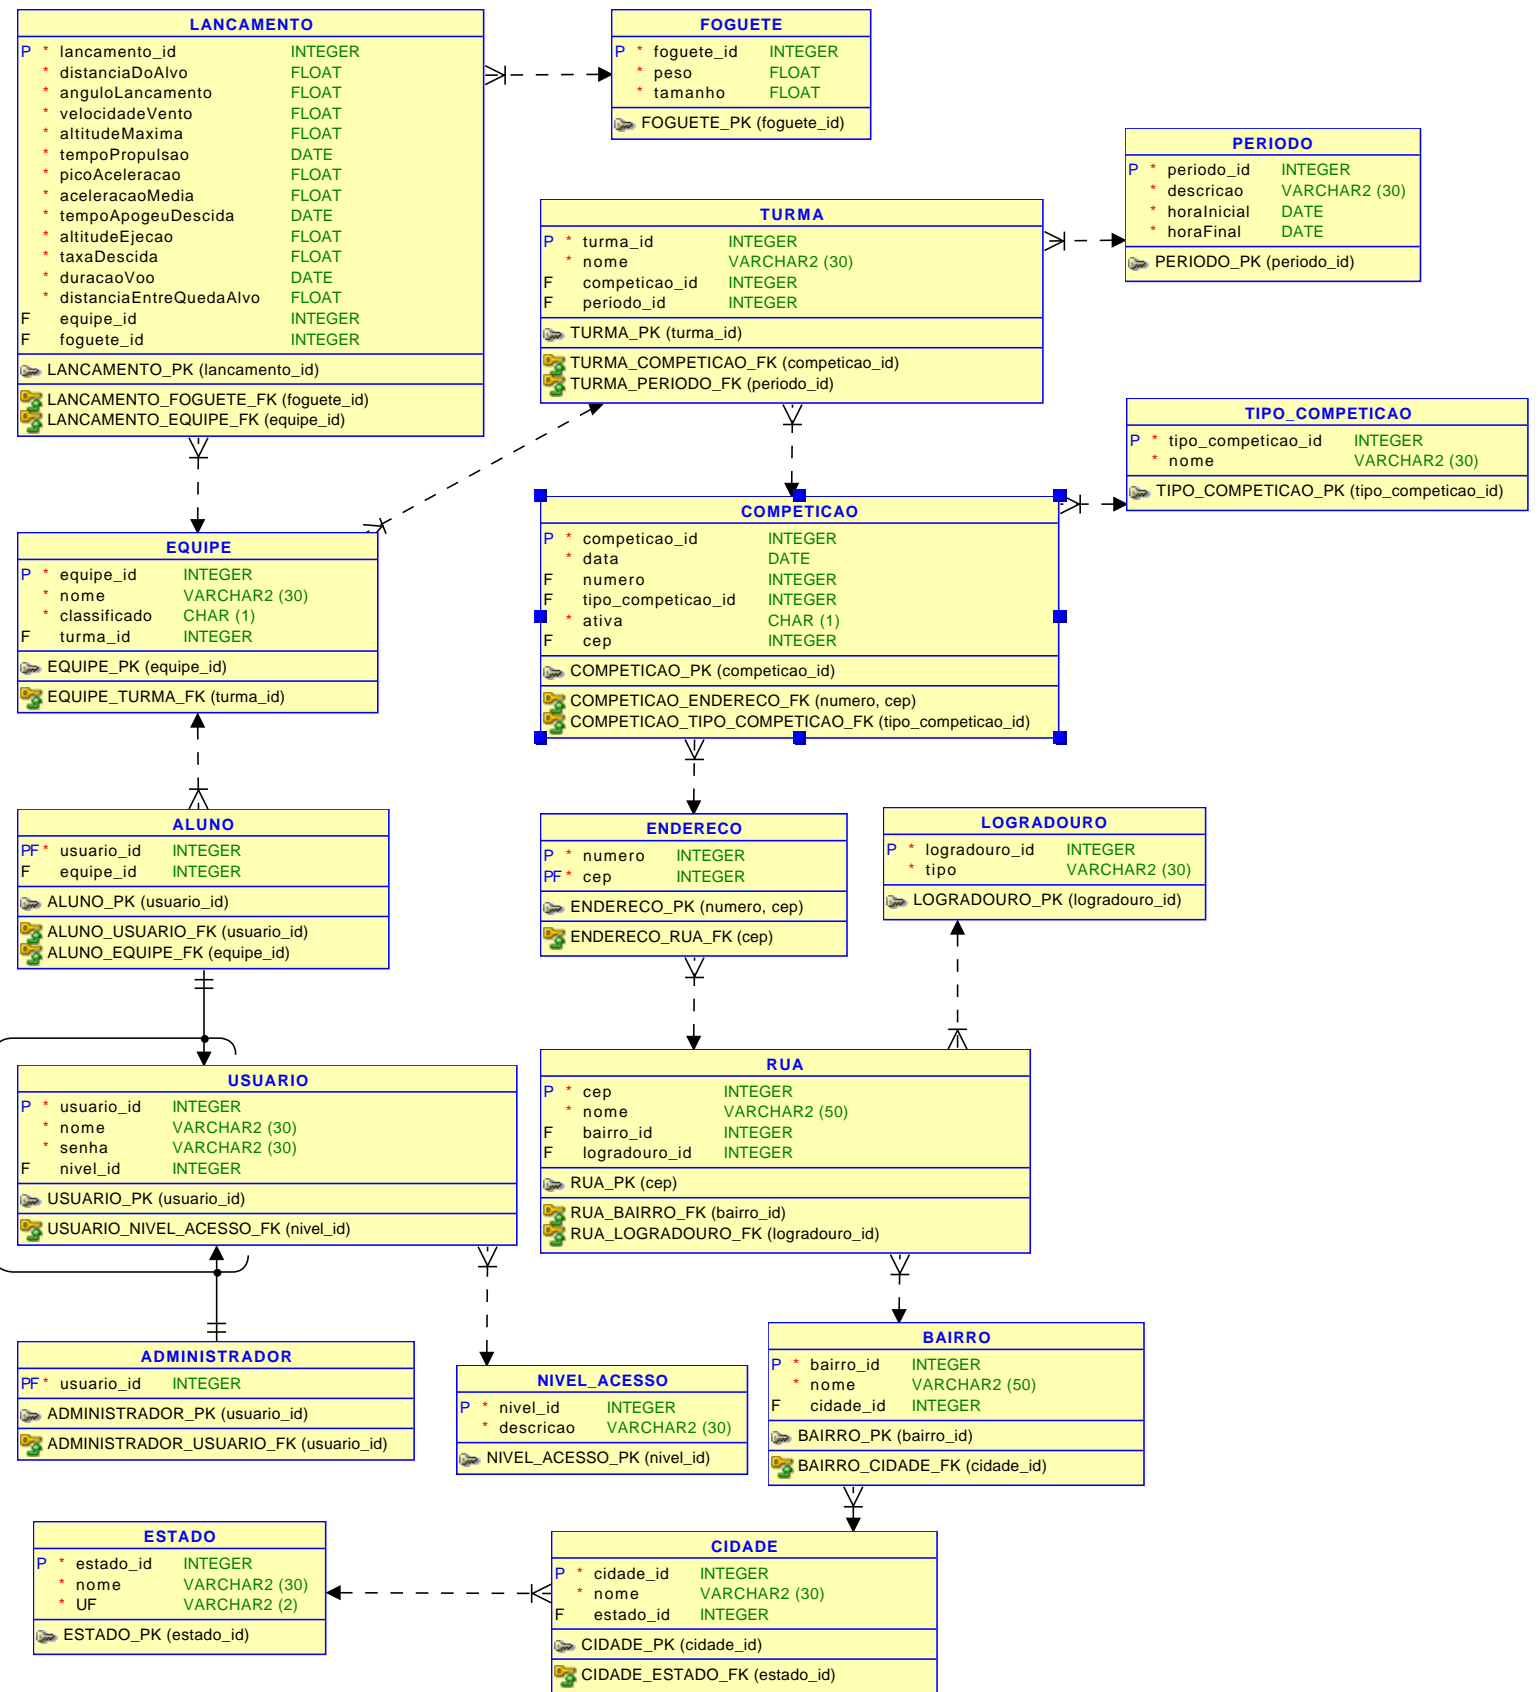 LANCAMENTO
P * lancamento_id INTEGER
* distanciaDoAlvo FLOAT
* anguloLancamento FLOAT
* velocidadeVento FLOAT
* altitudeMaxima FLOAT
* tempoPropulsao DATE
* picoAceleracao FLOAT
* aceleracaoMedia FLOAT
* tempoApogeuDescida DATE
* altitudeEjecao FLOAT
* taxaDescida FLOAT
* duracaoVoo DATE
* distanciaEntreQuedaAlvo FLOAT
F equipe_id INTEGER
F foguete_id INTEGER
LANCAMENTO_PK (lancamento_id)
LANCAMENTO_FOGUETE_FK (foguete_id)
LANCAMENTO_EQUIPE_FK (equipe_id)
FOGUETE
P * foguete_id INTEGER
* peso FLOAT
* tamanho FLOAT
FOGUETE_PK (foguete_id)
PERIODO
P * periodo_id INTEGER
* descricao VARCHAR2 (30)
* horaInicial DATE
* horaFinal DATE
PERIODO_PK (periodo_id)
TURMA
P * turma_id INTEGER
* nome VARCHAR2 (30)
F competicao_id INTEGER
F periodo_id INTEGER
TURMA_PK (turma_id)
TURMA_COMPETICAO_FK (competicao_id)
TURMA_PERIODO_FK (periodo_id)
TIPO_COMPETICAO
P * tipo_competicao_id INTEGER
* nome VARCHAR2 (30)
TIPO_COMPETICAO_PK (tipo_competicao_id)
EQUIPE
P * equipe_id INTEGER
* nome VARCHAR2 (30)
* classificado CHAR (1)
F turma_id INTEGER
EQUIPE_PK (equipe_id)
EQUIPE_TURMA_FK (turma_id)
COMPETICAO
P * competicao_id INTEGER
* data DATE
F numero INTEGER
F tipo_competicao_id INTEGER
* ativa CHAR (1)
F cep INTEGER
COMPETICAO_PK (competicao_id)
COMPETICAO_ENDERECO_FK (numero, cep)
COMPETICAO_TIPO_COMPETICAO_FK (tipo_competicao_id)
ALUNO
PF * usuario_id INTEGER
F equipe_id INTEGER
ALUNO_PK (usuario_id)
ALUNO_USUARIO_FK (usuario_id)
ALUNO_EQUIPE_FK (equipe_id)
ENDERECO
P * numero INTEGER
PF * cep INTEGER
ENDERECO_PK (numero, cep)
ENDERECO_RUA_FK (cep)
LOGRADOURO
P * logradouro_id INTEGER
* tipo VARCHAR2 (30)
LOGRADOURO_PK (logradouro_id)
USUARIO
P * usuario_id INTEGER
* nome VARCHAR2 (30)
* senha VARCHAR2 (30)
F nivel_id INTEGER
USUARIO_PK (usuario_id)
USUARIO_NIVEL_ACESSO_FK (nivel_id)
RUA
P * cep INTEGER
* nome VARCHAR2 (50)
F bairro_id INTEGER
F logradouro_id INTEGER
RUA_PK (cep)
RUA_BAIRRO_FK (bairro_id)
RUA_LOGRADOURO_FK (logradouro_id)
ADMINISTRADOR
PF * usuario_id INTEGER
ADMINISTRADOR_PK (usuario_id)
ADMINISTRADOR_USUARIO_FK (usuario_id)
NIVEL_ACESSO
P * nivel_id INTEGER
* descricao VARCHAR2 (30)
NIVEL_ACESSO_PK (nivel_id)
BAIRRO
P * bairro_id INTEGER
* nome VARCHAR2 (50)
F cidade_id INTEGER
BAIRRO_PK (bairro_id)
BAIRRO_CIDADE_FK (cidade_id)
ESTADO
P * estado_id INTEGER
* nome VARCHAR2 (30)
* UF VARCHAR2 (2)
ESTADO_PK (estado_id)
CIDADE
P * cidade_id INTEGER
* nome VARCHAR2 (30)
F estado_id INTEGER
CIDADE_PK (cidade_id)
CIDADE_ESTADO_FK (estado_id)